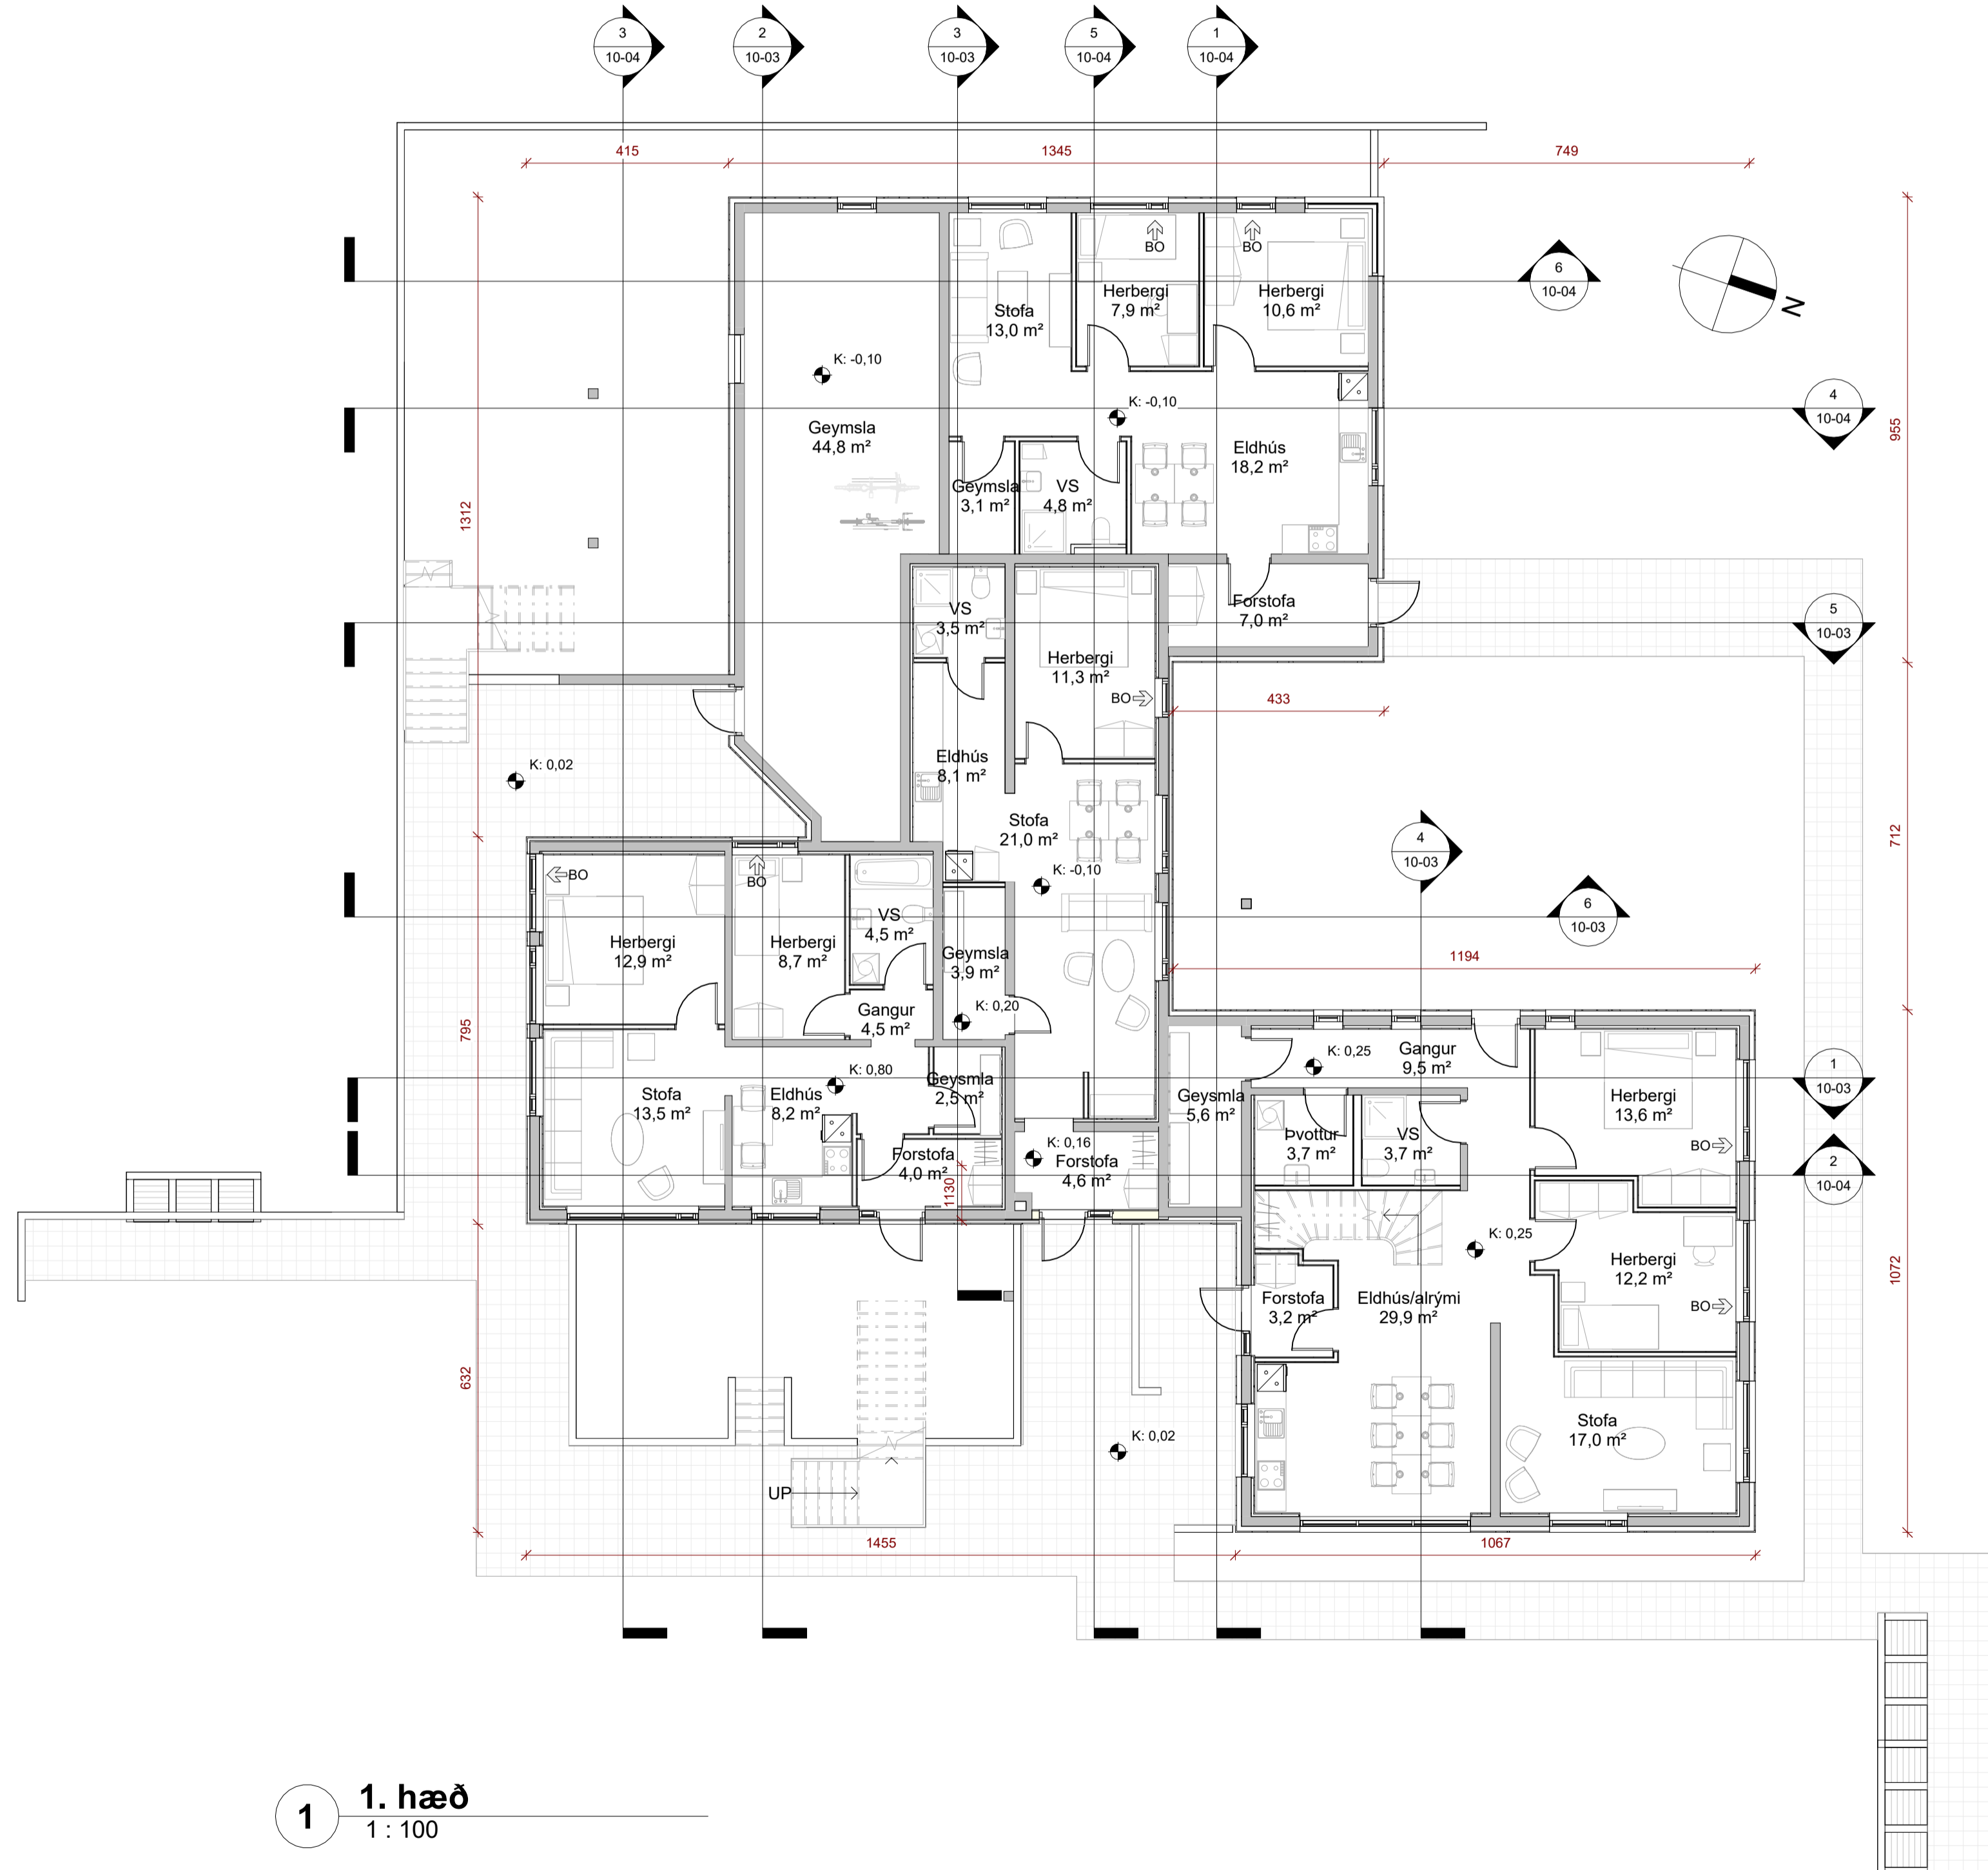 3
10-04
2
10-03
3
10-03
5
10-04
1
10-04
415
1345
749
6
10-04
N
BO
BO
Herbergi
7,9 m²
Herbergi
10,6 m²
Stofa
13,0 m²
K: -0,10
K: -0,10
4
10-04
955
Geymsla
44,8 m²
Eldhús
18,2 m²
Geymsla
3,1 m²
VS
4,8 m²
1312
VS
3,5 m²
Forstofa
7,0 m²
5
10-03
Herbergi
11,3 m²
BO
433
Eldhús
8,1 m²
K: 0,02
Stofa
21,0 m²
K: -0,10
4
10-03
712
BO
BO
6
10-03
VS
4,5 m²
Herbergi
12,9 m²
Herbergi
8,7 m²
Geymsla
3,9 m²
1194
K: 0,20
Gangur
4,5 m²
795
K: 0,80
K: 0,25
Gangur
9,5 m²
1
10-03
Stofa
13,5 m²
Eldhús
8,2 m²
Geysmla
2,5 m²
Geysmla
5,6 m²
Herbergi
13,6 m²
BO
Þvottur
3,7 m²
VS
3,7 m²
K: 0,16
Forstofa
4,0 m²
Forstofa
4,6 m²
2
10-04
1130
K: 0,25
Herbergi
12,2 m²
BO
1072
Forstofa
3,2 m²
Eldhús/alrými
29,9 m²
632
Stofa
17,0 m²
K: 0,02
UP
1455
1067
1
1. hæð
1 : 100